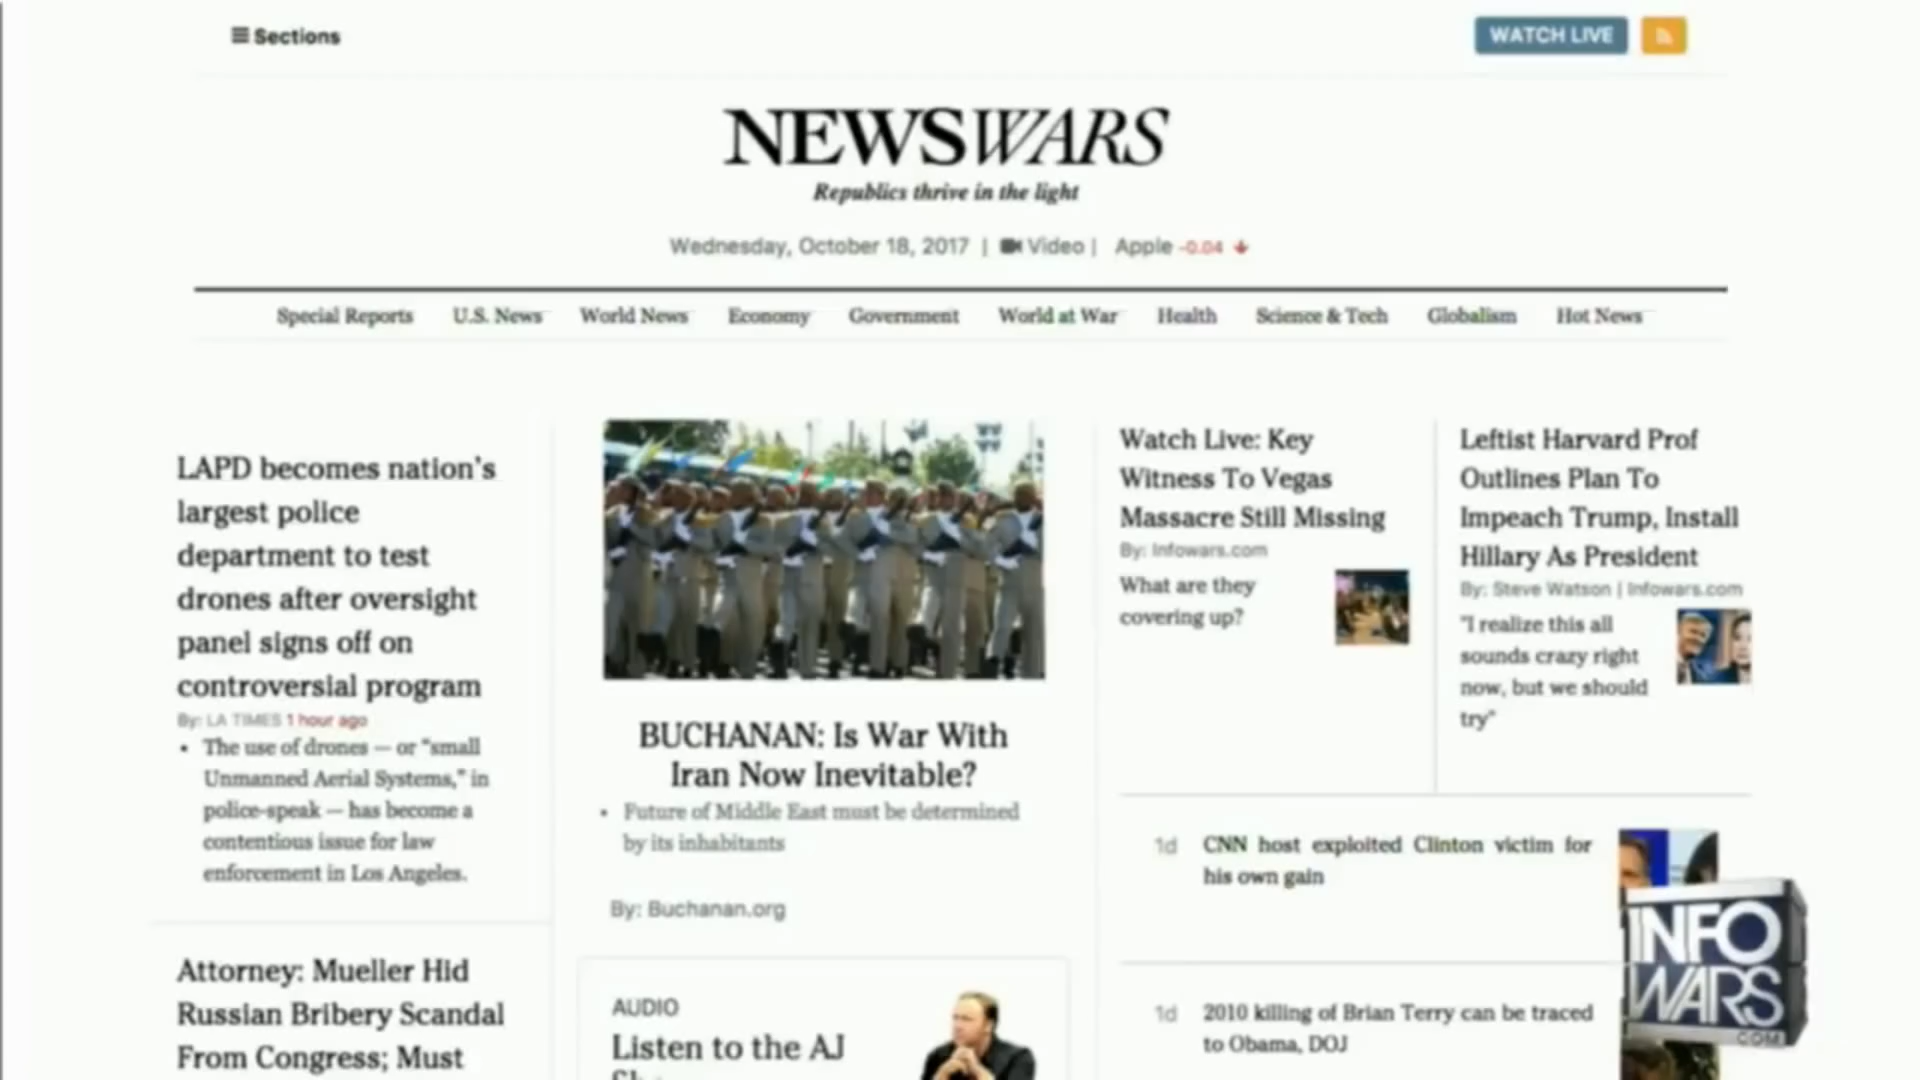 Sections
WATCH LIVE
NEWSWARS
Republics thrive in the light
Wednesday, October 18, 2017 | Video | Apple -0.04
Special Reports U.S. News World News Economy Government World at War Health Science & Tech Globalism Hot News
LAPD becomes nation's
largest police
department to test
drones after oversight
panel signs off on
controversial program
By: LA TIMES 1 hour ago
• The use of drones — or "small
Unmanned Aerial Systems," in
police-speak — has become a
contentious issue for law
enforcement in Los Angeles.
Attorney: Mueller Hid
Russian Bribery Scandal
From Congress; Must
BUCHANAN: Is War With
Iran Now Inevitable?
• Future of Middle East must be determined
by its inhabitants
By: Buchanan.org
AUDIO
Listen to the AJ
Watch Live: Key
Witness To Vegas
Massacre Still Missing
By: Infowars.com
What are they
covering up?
Leftist Harvard Prof
Outlines Plan To
Impeach Trump, Install
Hillary As President
By: Steve Watson | Infowars.com
"I realize this all
sounds crazy right
now, but we should
try"
1d CNN host exploited Clinton victim for
his own gain
1d 2010 killing of Brian Terry can be traced
to Obama, DOJ
INFO
WARS
.COM